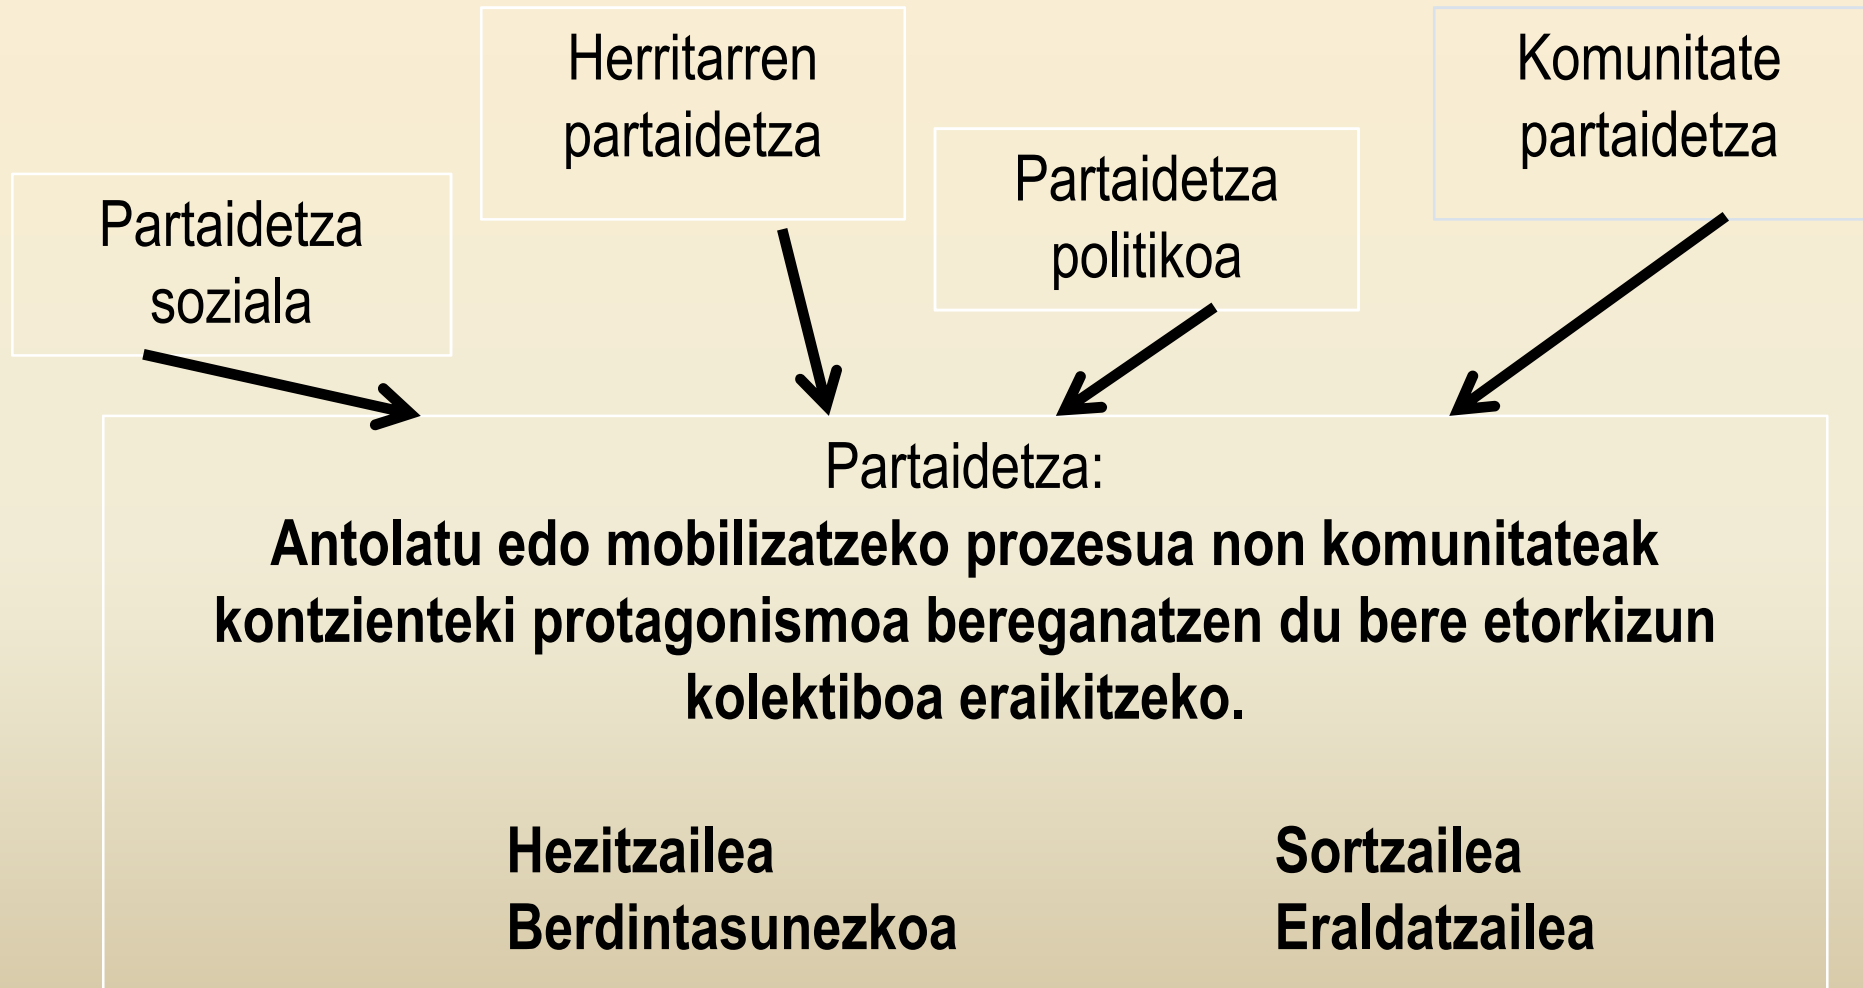 Herritarren
partaidetza
Komunitate
partaidetza
Partaidetza
politikoa
Partaidetza
soziala
Partaidetza:
Antolatu edo mobilizatzeko prozesua non komunitateak
kontzienteki protagonismoa bereganatzen du bere etorkizun
kolektiboa eraikitzeko.
Hezitzailea
Sortzailea
Berdintasunezkoa
Eraldatzailea